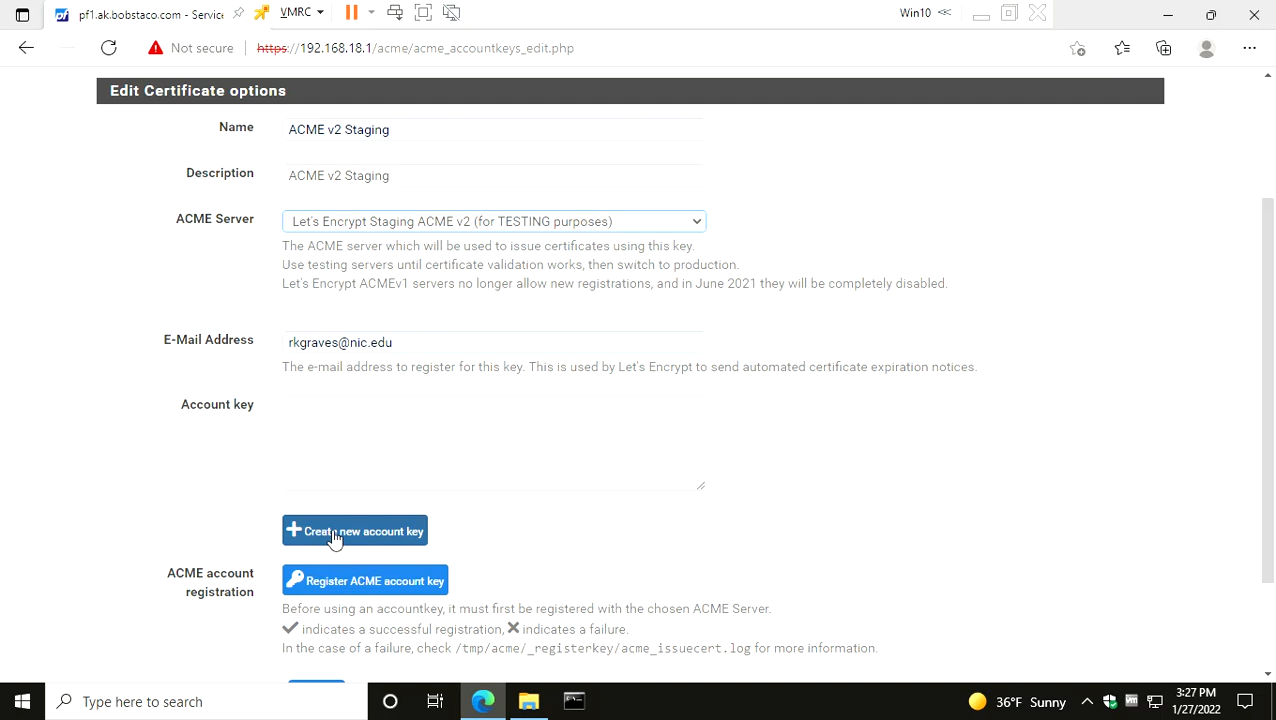 pf1.ak.bobstaco.com - Servic
VMRC
Win10
Not secure
https://192.168.18.1/acme/acme_accountkeys_edit.php
Edit Certificate options
Name
ACME v2 Staging
Description
ACME v2 Staging
ACME Server
Let's Encrypt Staging ACME v2 (for TESTING purposes)
The ACME server which will be used to issue certificates using this key.
Use testing servers until certificate validation works, then switch to production.
Let's Encrypt ACMEv1 servers no longer allow new registrations, and in June 2021 they will be completely disabled.
E-Mail Address
rkgraves@nic.edu
The e-mail address to register for this key. This is used by Let's Encrypt to send automated certificate expiration notices.
Account key
Create new account key
ACME account
registration
Register ACME account key
Before using an accountkey, it must first be registered with the chosen ACME Server.
indicates a successful registration, indicates a failure.
In the case of a failure, check /tmp/acme/_registerkey/acme_issuecert.log for more information.
Type here to search
36°F Sunny
3:27 PM
1/27/2022